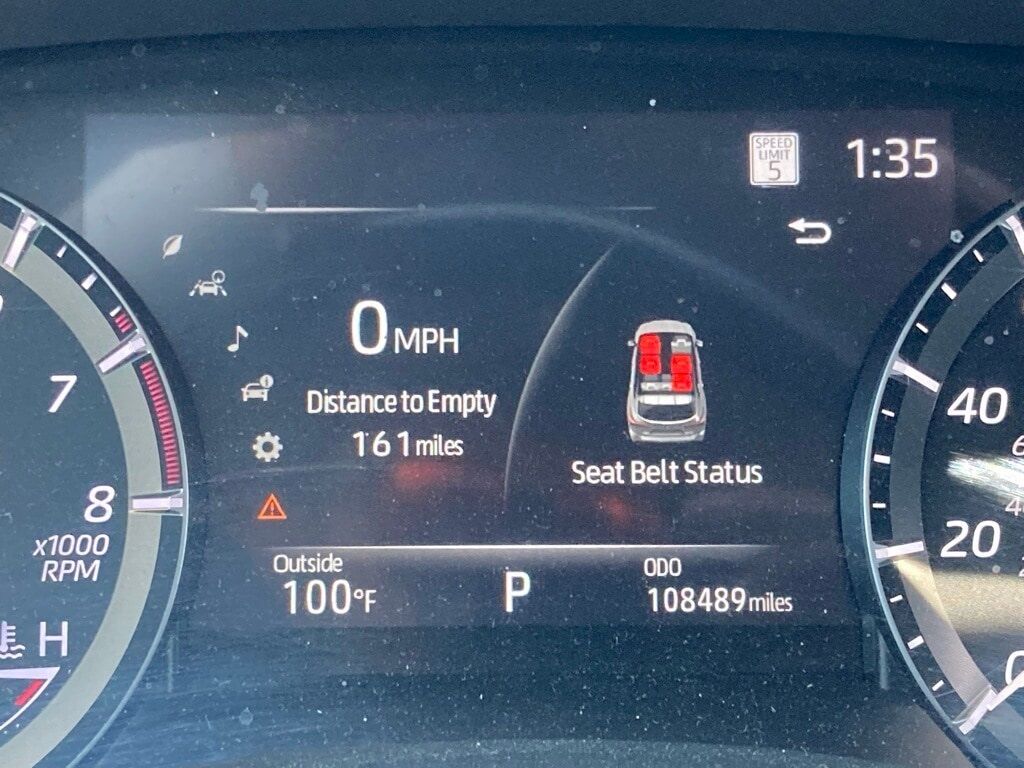 SPEED
LIMIT
5
1:35
0 MPH
Distance to Empty
161 miles
Seat Belt Status
Outside
100°F
P
ODO
108489 miles
7
8
x1000
RPM
H
40
20
0